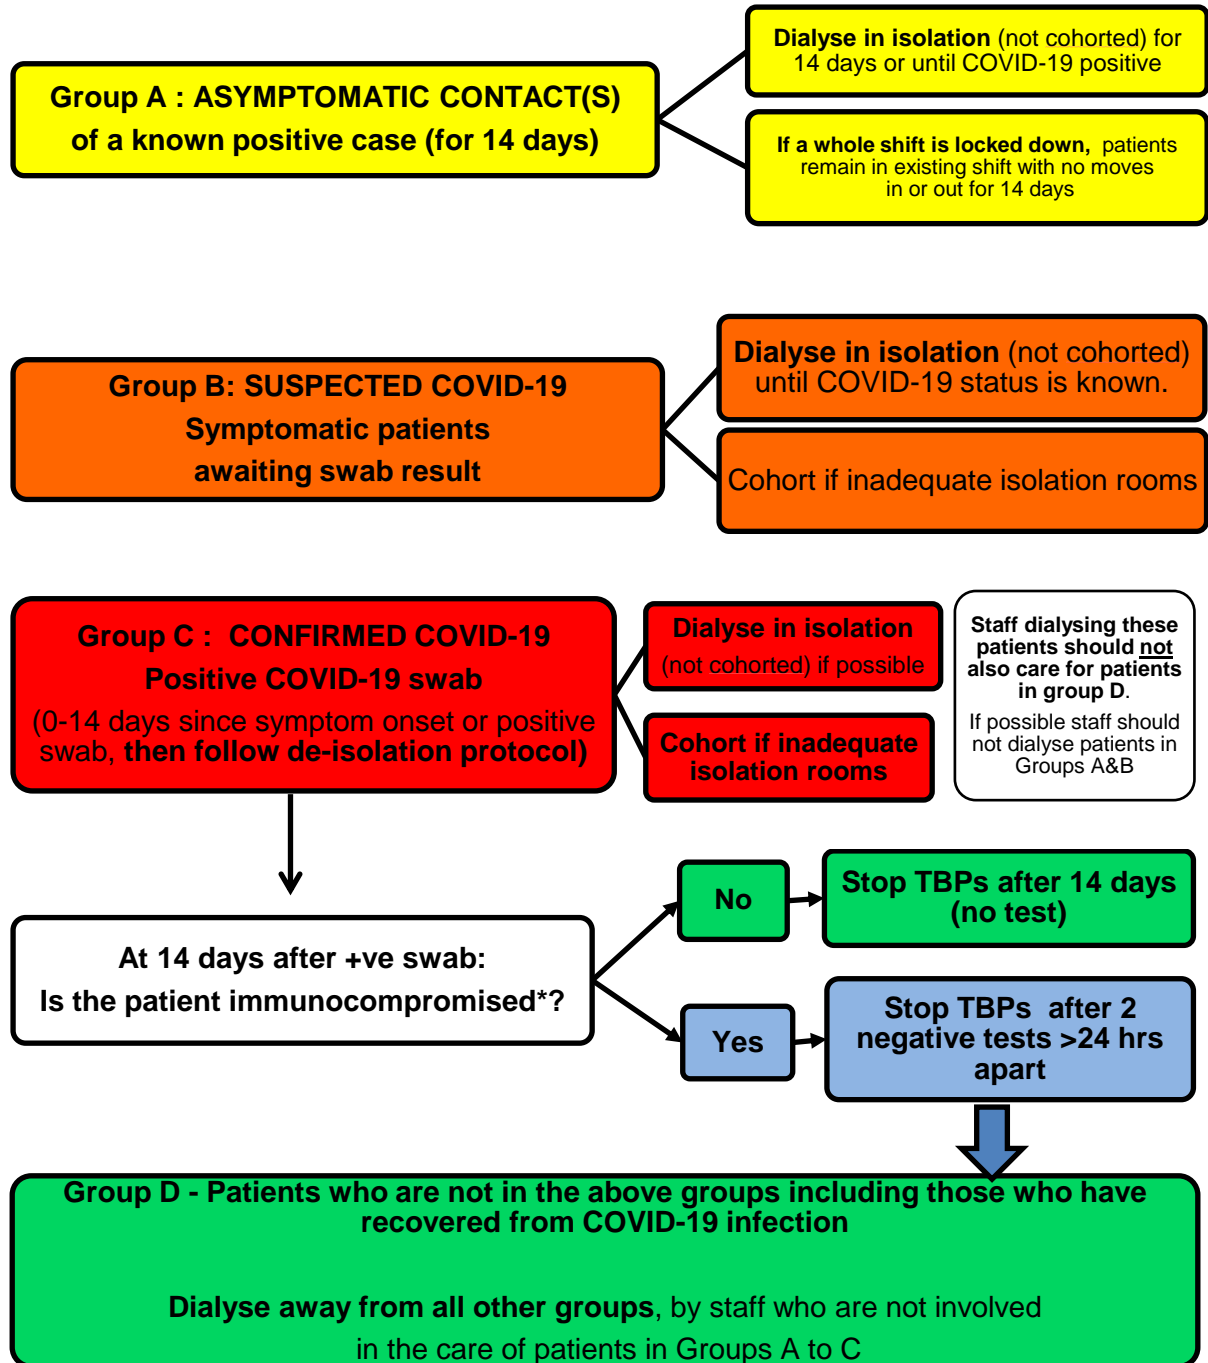 Group A : ASYMPTOMATIC CONTACT(S)
of a known positive case (for 14 days)
Dialyse in isolation (not cohorted) for
14 days or until COVID-19 positive
If a whole shift is locked down, patients
remain in existing shift with no moves
in or out for 14 days
Group B: SUSPECTED COVID-19
Symptomatic patients
awaiting swab result
Dialyse in isolation (not cohorted)
until COVID-19 status is known.
Cohort if inadequate isolation rooms
Group C : CONFIRMED COVID-19
Positive COVID-19 swab
(0-14 days since symptom onset or positive
swab, then follow de-isolation protocol)
Dialyse in isolation
(not cohorted) if possible
Cohort if inadequate
isolation rooms
Staff dialysing these
patients should not
also care for patients
in group D.
If possible staff should
not dialyse patients in
Groups A&B
At 14 days after +ve swab:
Is the patient immunocompromised*?
No
Stop TBPs after 14 days
(no test)
Yes
Stop TBPs after 2
negative tests >24 hrs
apart
Group D - Patients who are not in the above groups including those who have
recovered from COVID-19 infection
Dialyse away from all other groups, by staff who are not involved
in the care of patients in Groups A to C